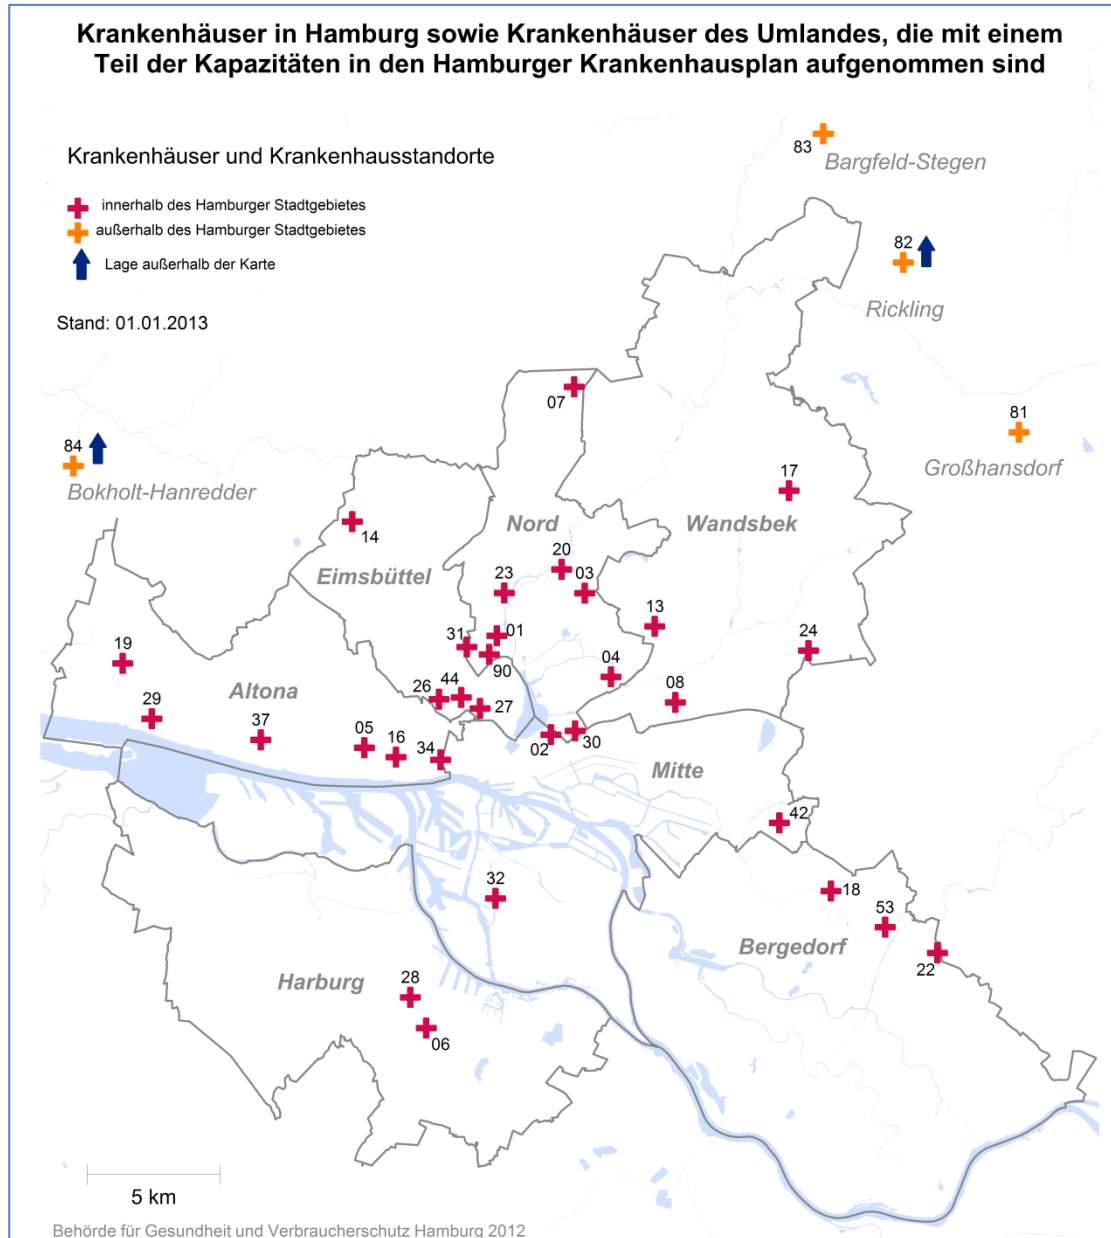 Krankenhäuser in Hamburg sowie Krankenhäuser des Umlandes, die mit einem
Teil der Kapazitäten in den Hamburger Krankenhausplan aufgenommen sind
Krankenhäuser und Krankenhausstandorte
innerhalb des Hamburger Stadtgebietes
außerhalb des Hamburger Stadtgebietes
Lage außerhalb der Karte
Stand: 01.01.2013
83
Bargfeld-Stegen
82
Rickling
07
81
Großhansdorf
84
Bokholt-Hanredder
17
14
Nord
Wandsbek
20
03
Eimsbüttel
23
13
31
01
24
19
90
04
Altona
26
44
27
08
29
37
05
16
34
02
30
Mitte
42
32
18
53
Bergedorf
22
Harburg
28
06
5 km
Behörde für Gesundheit und Verbraucherschutz Hamburg 2012